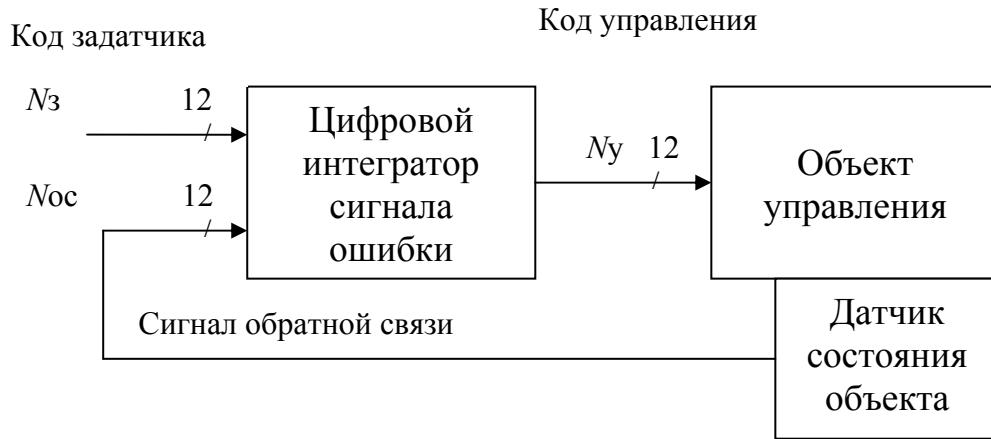 Код задатчика
Код управления
Nз
12
Nос
12
Цифровой
интегратор
сигнала
ошибки
Nу
12
Объект
управления
Сигнал обратной связи
Датчик
состояния
объекта